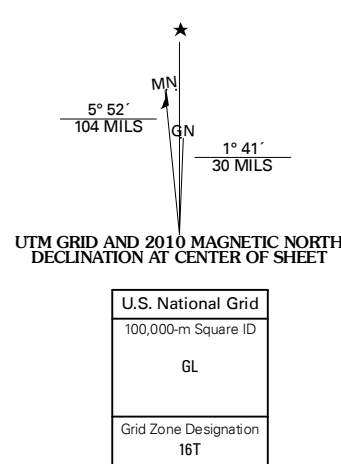 ★
MN
5° 52´
104 MILS
GN
1° 41´
30 MILS
UTM GRID AND 2010 MAGNETIC NORTH
DECLINATION AT CENTER OF SHEET
U.S. National Grid
100,000-m Square ID
GL
Grid Zone Designation
16T